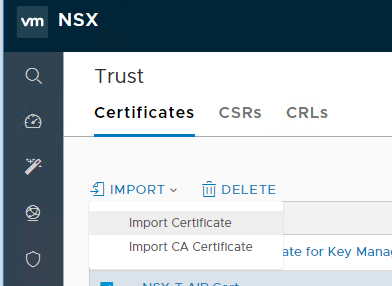 vm NSX
Trust
Certificates CSRs CRLs
IMPORT DELETE
Import Certificate
Import CA Certificate
ate for Key Mana
NSX-T AIR Cert